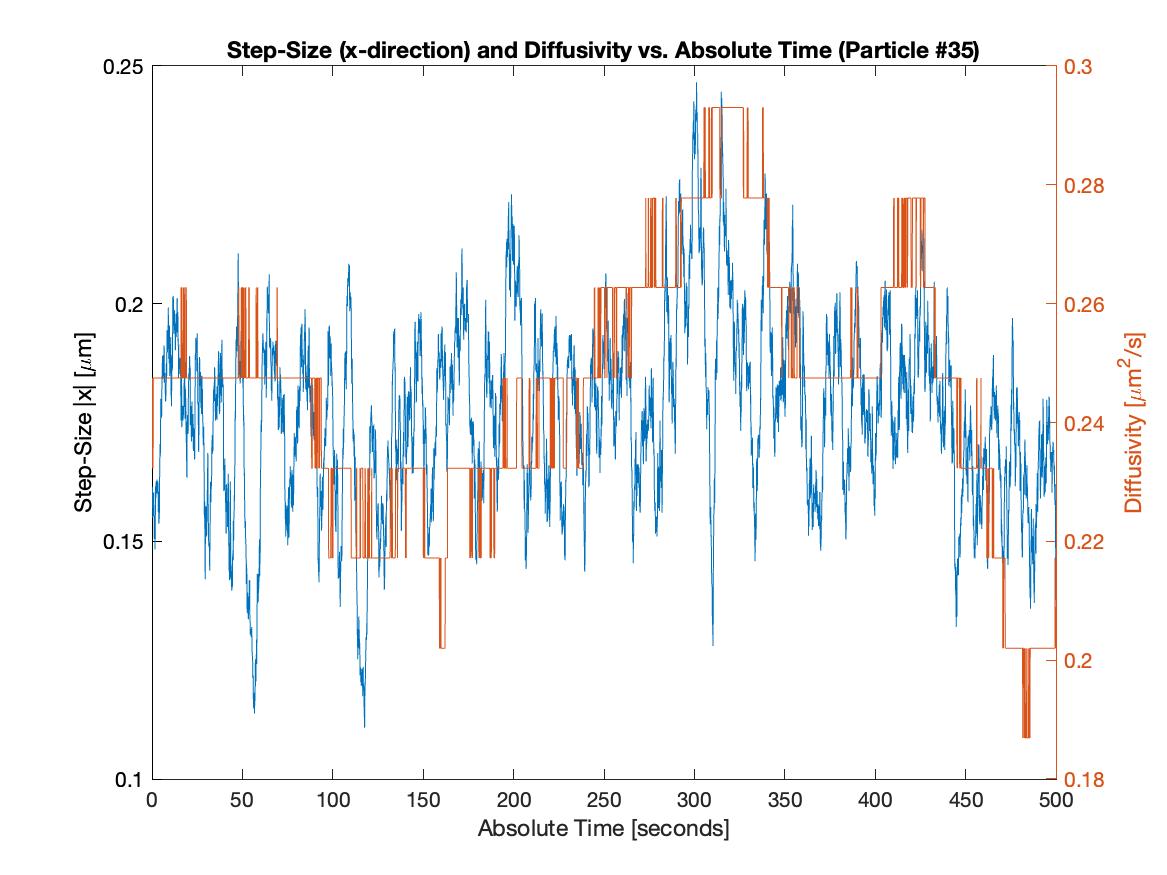 Step-Size (x-direction) and Diffusivity vs. Absolute Time (Particle #35)
0.25
0.2
0.15
0.1
Step-Size |x| [μm]
0.3
0.28
0.26
0.24
0.22
0.2
0.18
Diffusivity [μm²/s]
0 50 100 150 200 250 300 350 400 450 500
Absolute Time [seconds]